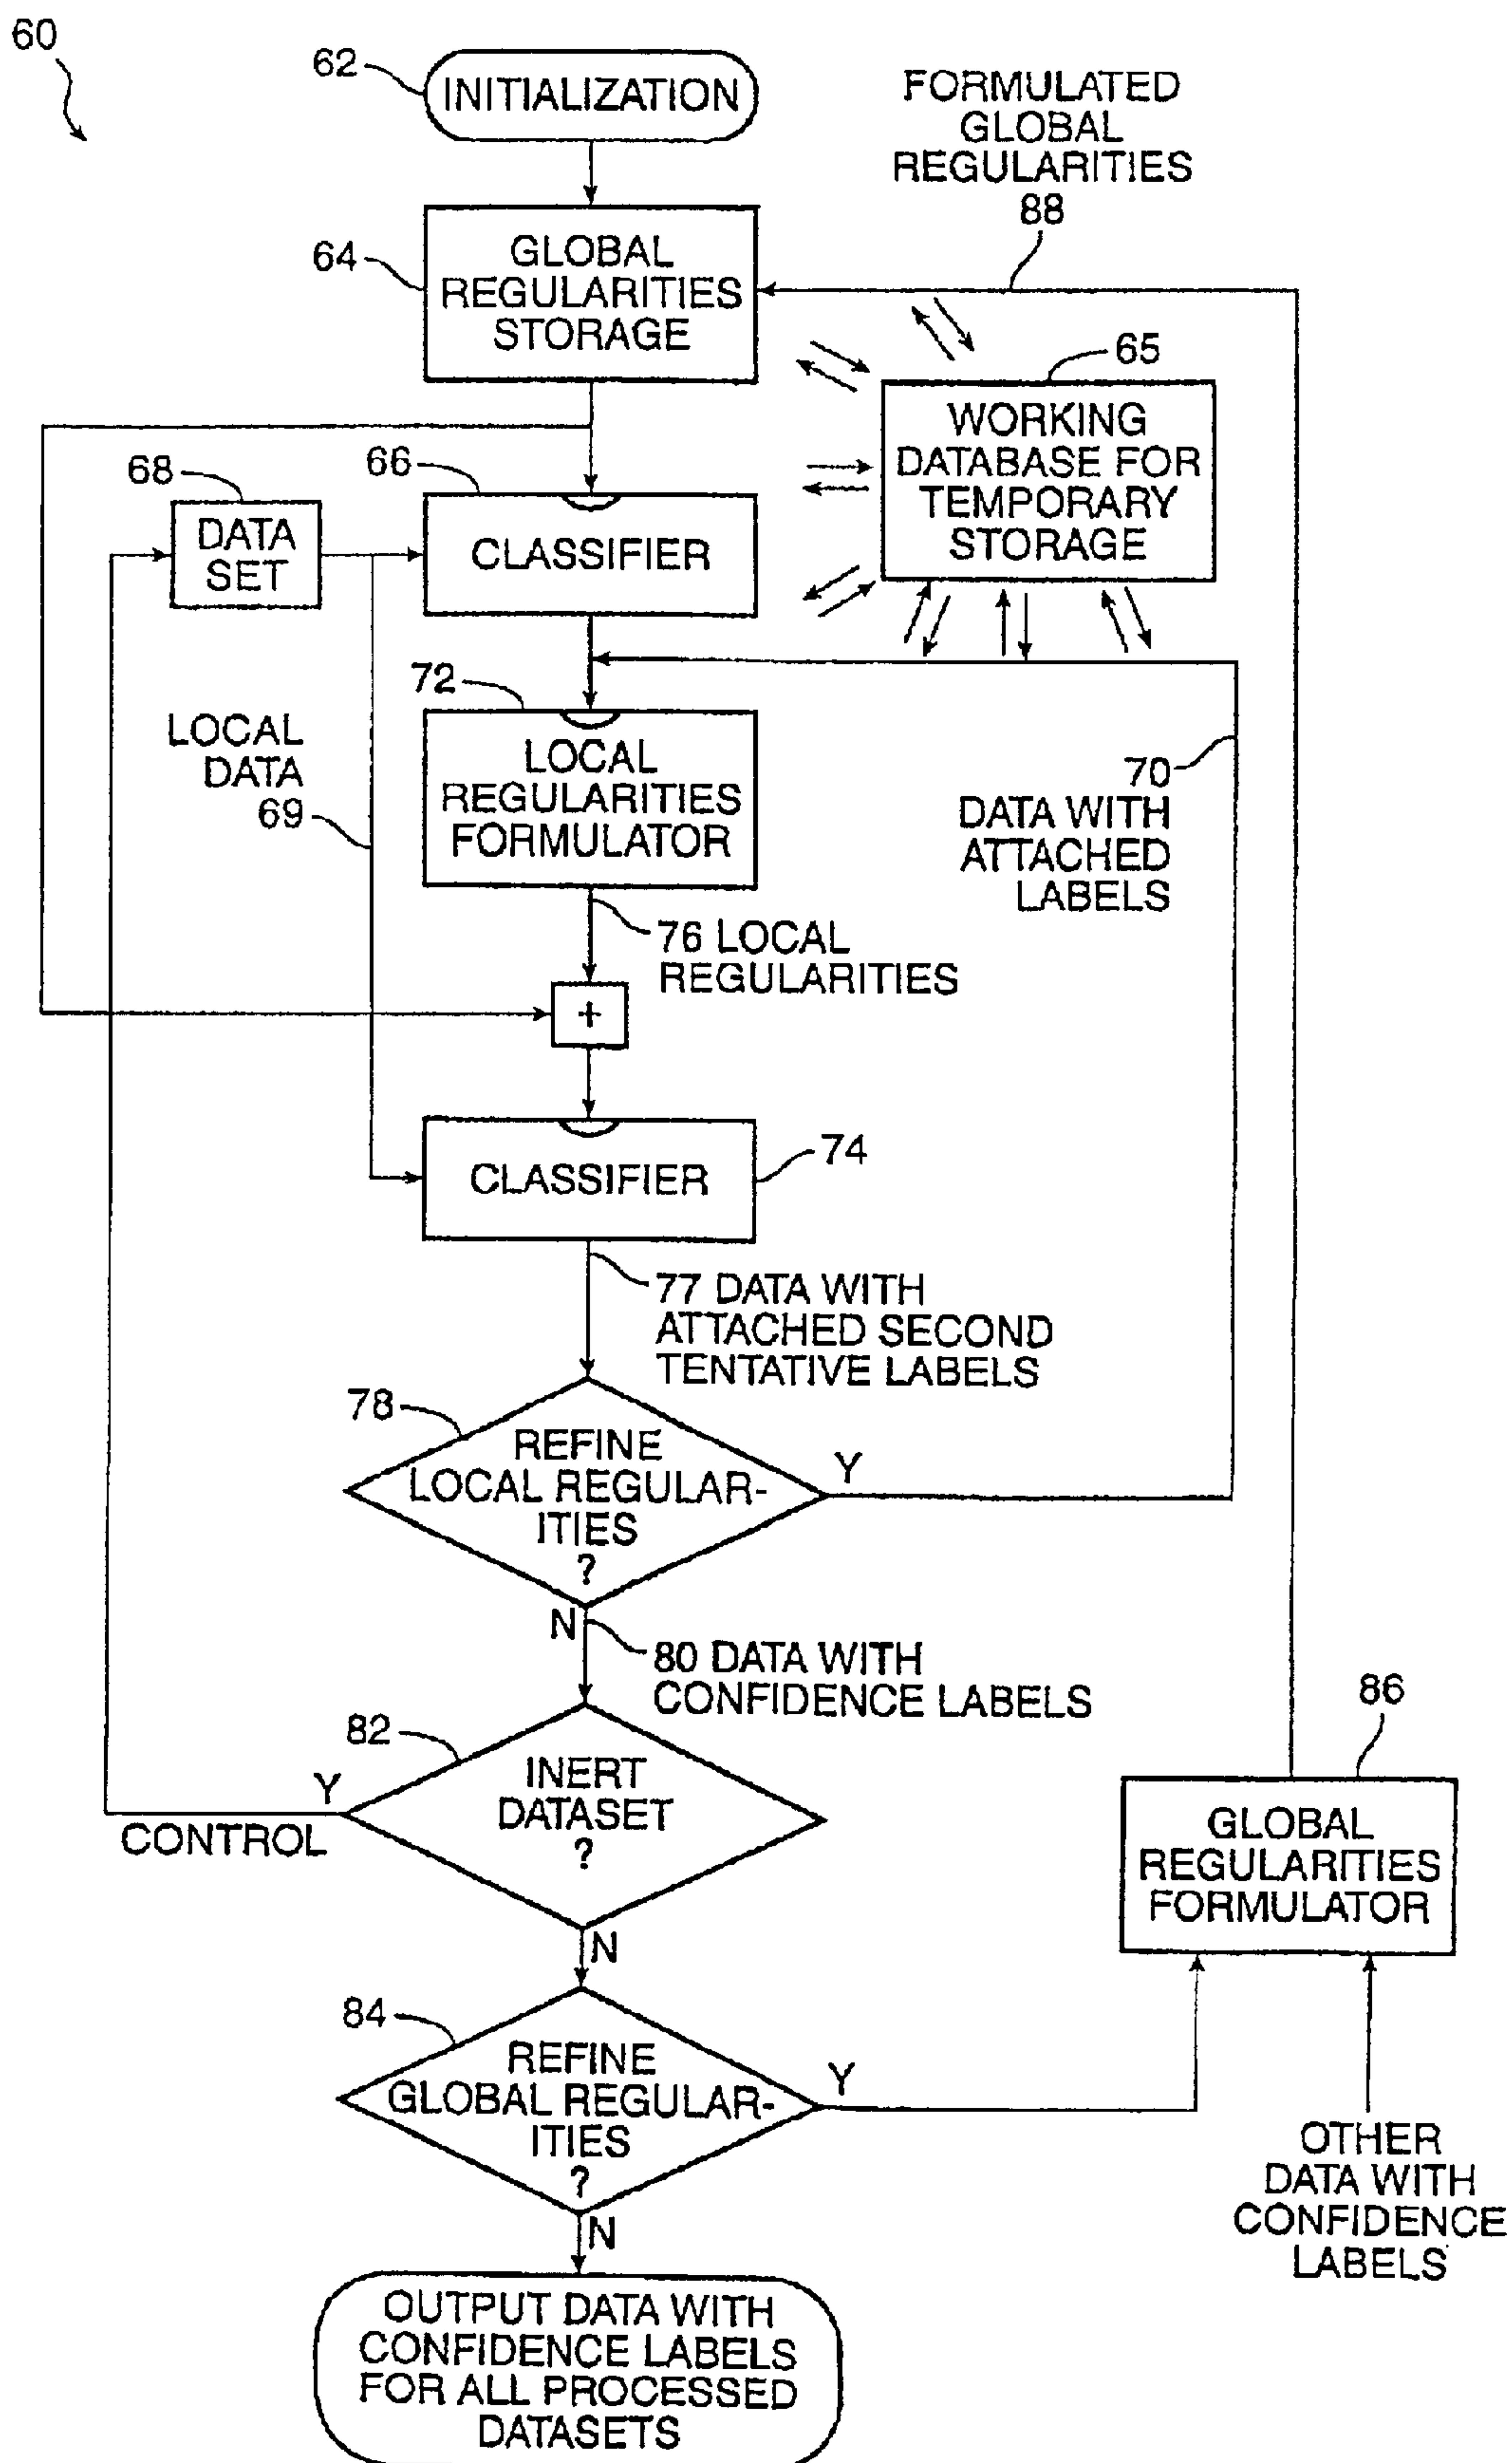 60
62
INITIALIZATION
FORMULATED
GLOBAL
REGULARITIES
88
64
GLOBAL
REGULARITIES
STORAGE
65
WORKING
DATABASE FOR
TEMPORARY
STORAGE
66
68
DATA
SET
CLASSIFIER
72
LOCAL
DATA
69
LOCAL
REGULARITIES
FORMULATOR
70
DATA WITH
ATTACHED
LABELS
76 LOCAL
REGULARITIES
+
74
CLASSIFIER
77 DATA WITH
ATTACHED SECOND
TENTATIVE LABELS
78
REFINE
LOCAL REGULAR-
ITIES
?
Y
N
80 DATA WITH
CONFIDENCE LABELS
82
INERT
DATASET
?
Y
CONTROL
N
86
GLOBAL
REGULARITIES
FORMULATOR
84
REFINE
GLOBAL REGULAR-
ITIES
?
Y
N
OTHER
DATA WITH
CONFIDENCE
LABELS
OUTPUT DATA WITH
CONFIDENCE LABELS
FOR ALL PROCESSED
DATASETS